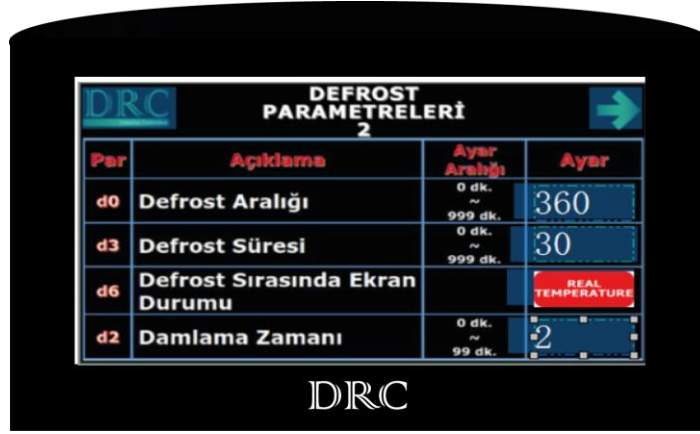 DRC
DEFROST
PARAMETRELERİ
2
Par Açıklama Ayar Aralığı Ayar
d0 Defrost Aralığı 0 dk. ~ 999 dk. 360
d3 Defrost Süresi 0 dk. ~ 999 dk. 30
d6 Defrost Sırasında Ekran Durumu REAL TEMPERATURE
d2 Damlama Zamanı 0 dk. ~ 99 dk. 2
DRC